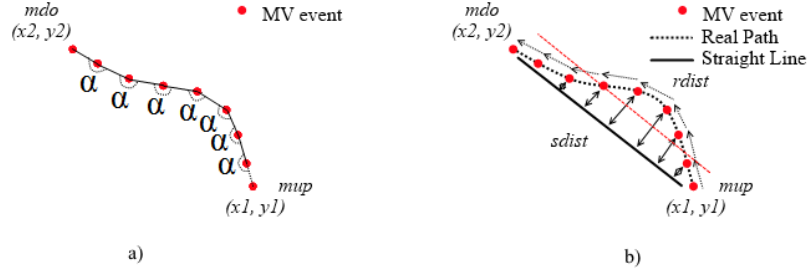 mdo
(x2, y2)
MV event
α
α
α
α
α
α
α
mup
(x1, y1)
a)
mdo
(x2, y2)
MV event
Real Path
Straight Line
rdist
sdist
mup
(x1, y1)
b)